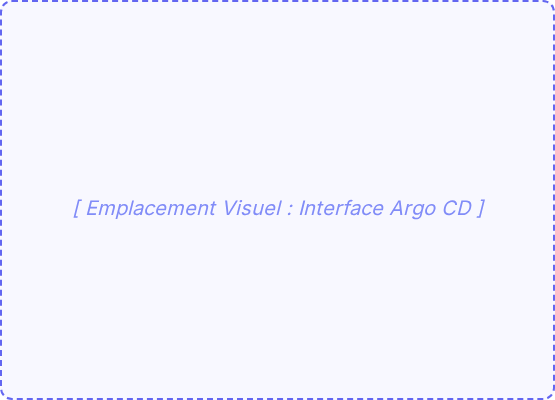 [ Emplacement Visuel : Interface Argo CD ]